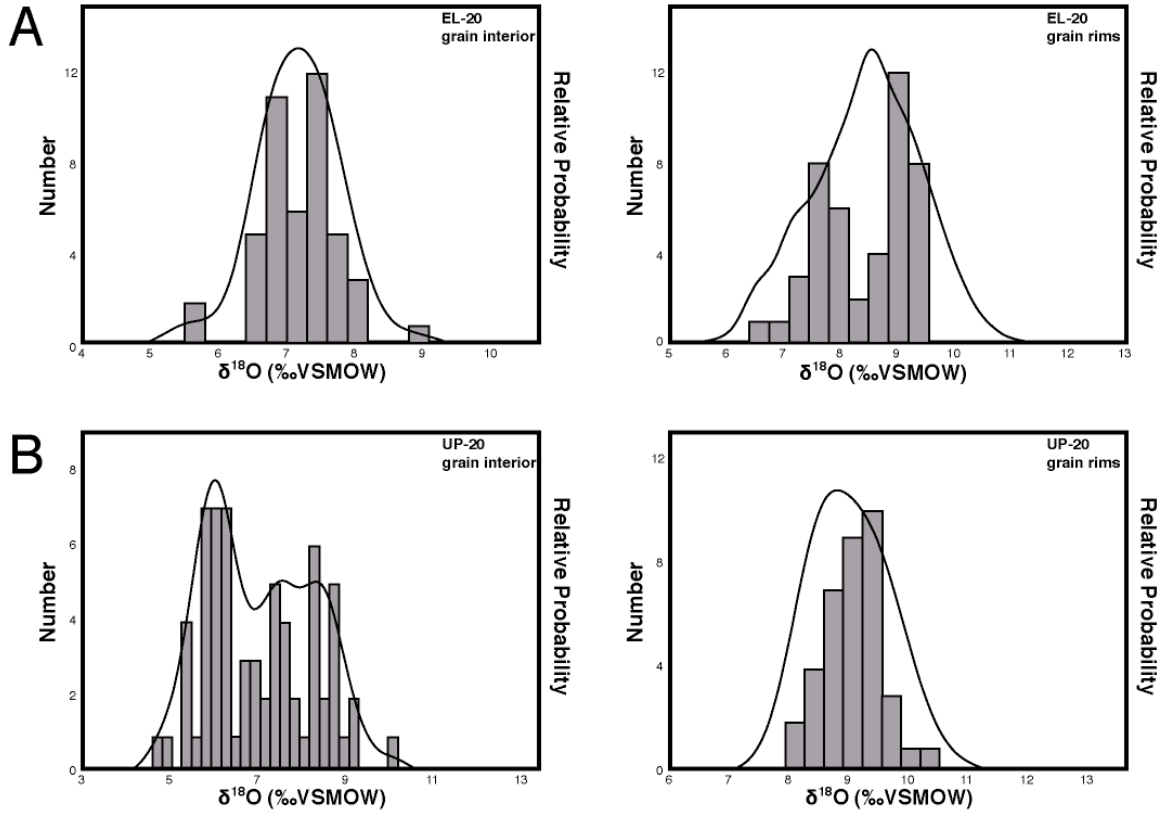 A
EL-20
grain interior
12
8
4
0
Number
Relative Probability
4 5 6 7 8 9 10
δ¹⁸O (‰VSMOW)
EL-20
grain rims
12
8
4
0
Number
Relative Probability
5 6 7 8 9 10 11 12 13
δ¹⁸O (‰VSMOW)
B
UP-20
grain interior
8
6
4
2
0
Number
Relative Probability
3 5 7 9 11 13
δ¹⁸O (‰VSMOW)
UP-20
grain rims
12
8
4
0
Number
Relative Probability
6 7 8 9 10 11 12 13
δ¹⁸O (‰VSMOW)